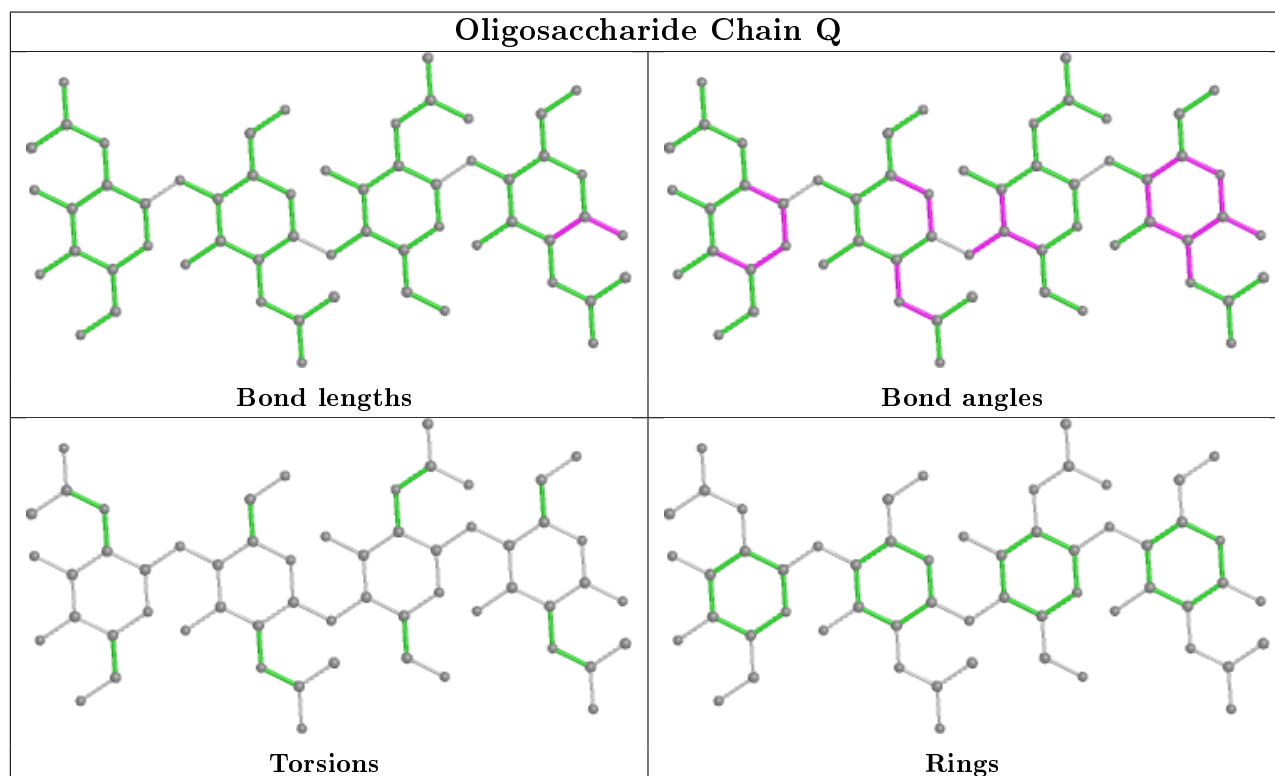 Oligosaccharide Chain Q
Bond lengths
Bond angles
Torsions
Rings